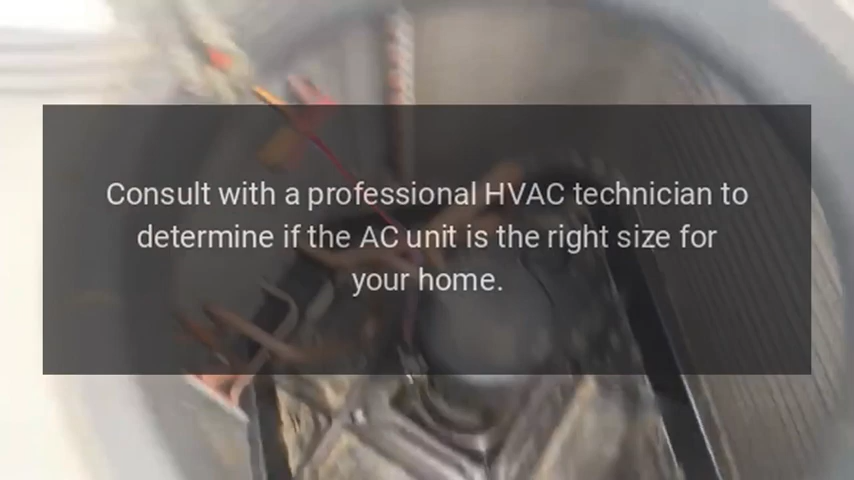 Consult with a professional HVAC technician to
determine if the AC unit is the right size for
your home.